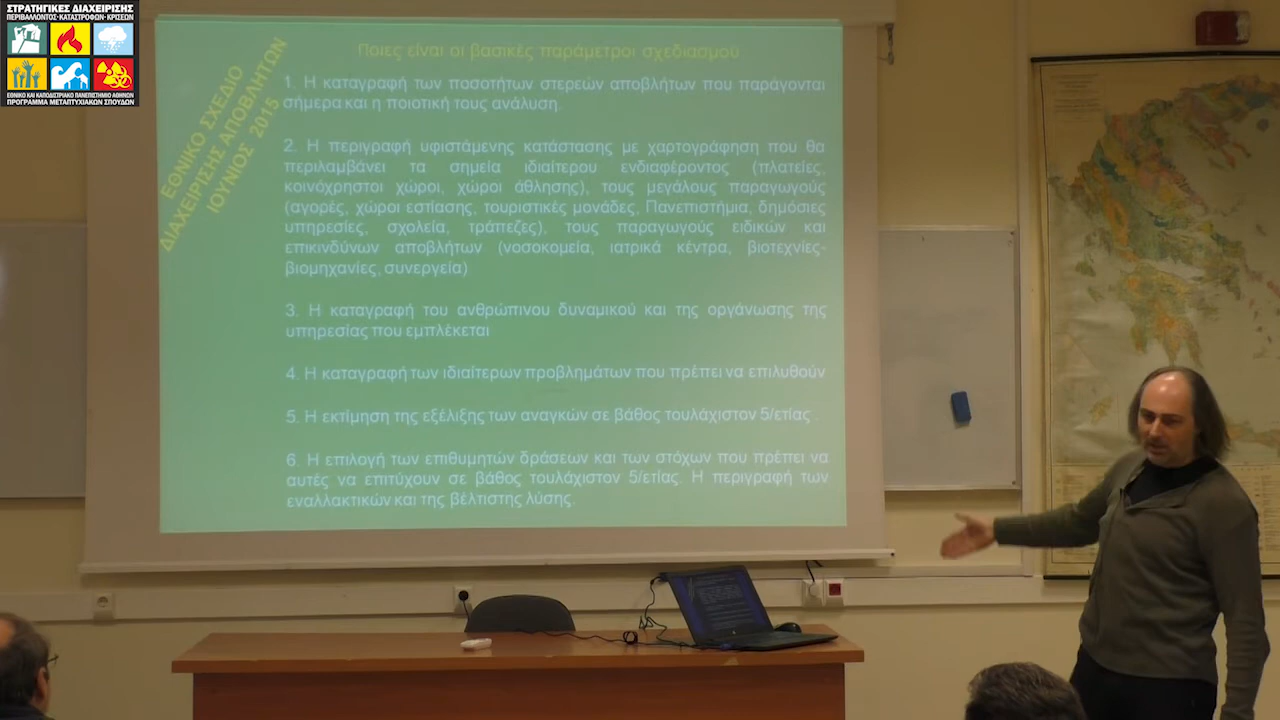 ΣΤΡΑΤΗΓΙΚΕΣ ΔΙΑΧΕΙΡΙΣΗΣ
ΠΕΡΙΒΑΛΛΟΝΤΟΣ·ΚΑΤΑΣΤΡΟΦΩΝ·ΚΡΙΣΕΩΝ
ΕΘΝΙΚΟ ΚΑΙ ΚΑΠΟΔΙΣΤΡΙΑΚΟ ΠΑΝΕΠΙΣΤΗΜΙΟ ΑΘΗΝΩΝ
ΠΡΟΓΡΑΜΜΑ ΜΕΤΑΠΤΥΧΙΑΚΩΝ ΣΠΟΥΔΩΝ
ΕΘΝΙΚΟ ΣΧΕΔΙΟ
ΔΙΑΧΕΙΡΙΣΗΣ ΑΠΟΒΛΗΤΩΝ
ΙΟΥΝΙΟΣ 2015
Ποιες είναι οι βασικές παράμετροι σχεδιασμού
1. Η καταγραφή των ποσοτήτων στερεών αποβλήτων που παράγονται
σήμερα και η ποιοτική τους ανάλυση.
2. Η περιγραφή υφιστάμενης κατάστασης με χαρτογράφηση που θα
περιλαμβάνει τα σημεία ιδιαίτερου ενδιαφέροντος (πλατείες,
κοινόχρηστοι χώροι, χώροι άθλησης), τους μεγάλους παραγωγούς
(αγορές, χώροι εστίασης, τουριστικές μονάδες, Πανεπιστήμια, δημόσιες
υπηρεσίες, σχολεία, τράπεζες), τους παραγωγούς ειδικών και
επικινδύνων αποβλήτων (νοσοκομεία, ιατρικά κέντρα, βιοτεχνίες-
βιομηχανίες, συνεργεία)
3. Η καταγραφή του ανθρώπινου δυναμικού και της οργάνωσης της
υπηρεσίας που εμπλέκεται
4. Η καταγραφή των ιδιαίτερων προβλημάτων που πρέπει να επιλυθούν
5. Η εκτίμηση της εξέλιξης των αναγκών σε βάθος τουλάχιστον 5/ετίας .
6. Η επιλογή των επιθυμητών δράσεων και των στόχων που πρέπει να
αυτές να επιτύχουν σε βάθος τουλάχιστον 5/ετίας. Η περιγραφή των
εναλλακτικών και της βέλτιστης λύσης.